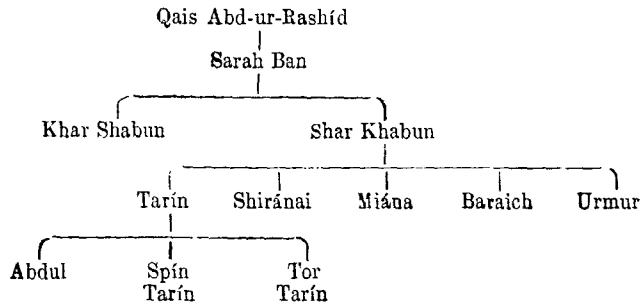 Qais Abd-ur-Rashíd
Sarah Ban
Khar Shabun Shar Khabun
Tarín Shiránai Miána Baraich Urmur
Abdul Spín Tor
Tarín Tarín